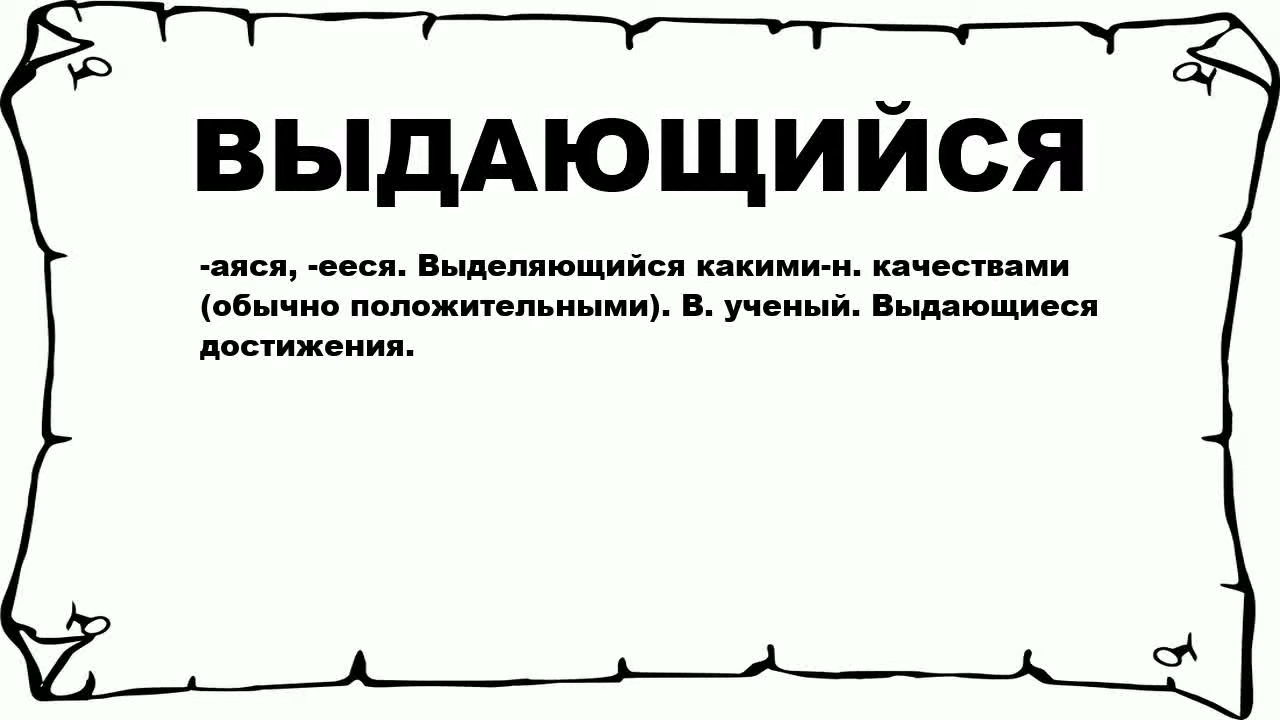 ВЫДАЮЩИЙСЯ
-аяся, -ееся. Выделяющийся какими-н. качествами
(обычно положительными). В. ученый. Выдающиеся
достижения.